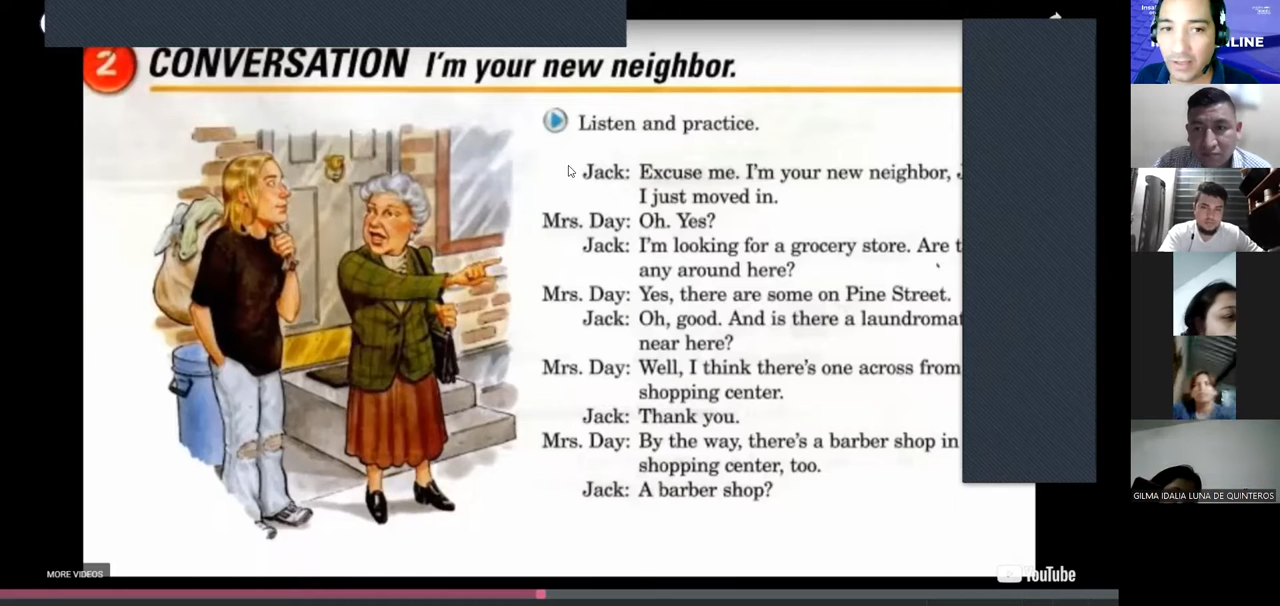 2 CONVERSATION I'm your new neighbor.
Listen and practice.
Jack: Excuse me. I'm your new neighbor,
I just moved in.
Mrs. Day: Oh. Yes?
Jack: I'm looking for a grocery store. Are
any around here?
Mrs. Day: Yes, there are some on Pine Street.
Jack: Oh, good. And is there a laundromat
near here?
Mrs. Day: Well, I think there's one across from
shopping center.
Jack: Thank you.
Mrs. Day: By the way, there's a barber shop in
shopping center, too.
Jack: A barber shop?
MORE VIDEOS
YouTube
LINE
GILMA IDALIA LUNA DE QUINTEROS